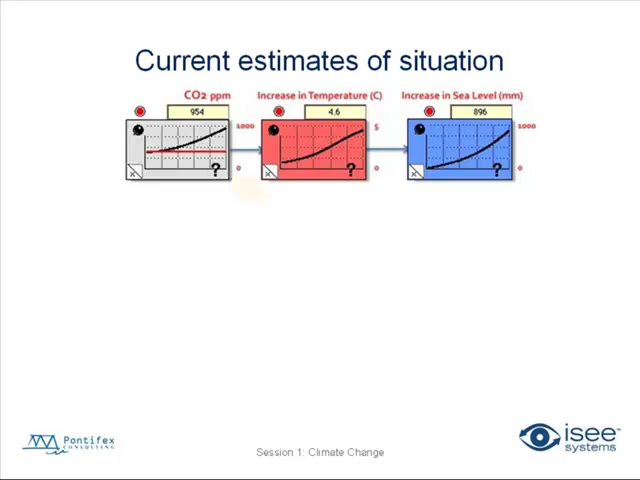 Current estimates of situation
CO2 ppm
Increase in Temperature (C)
Increase in Sea Level (mm)
954
4.6
896
1000
5
1000
?
?
?
0
0
0
Pontifex
CONSULTING
Session 1: Climate Change
isee™
systems